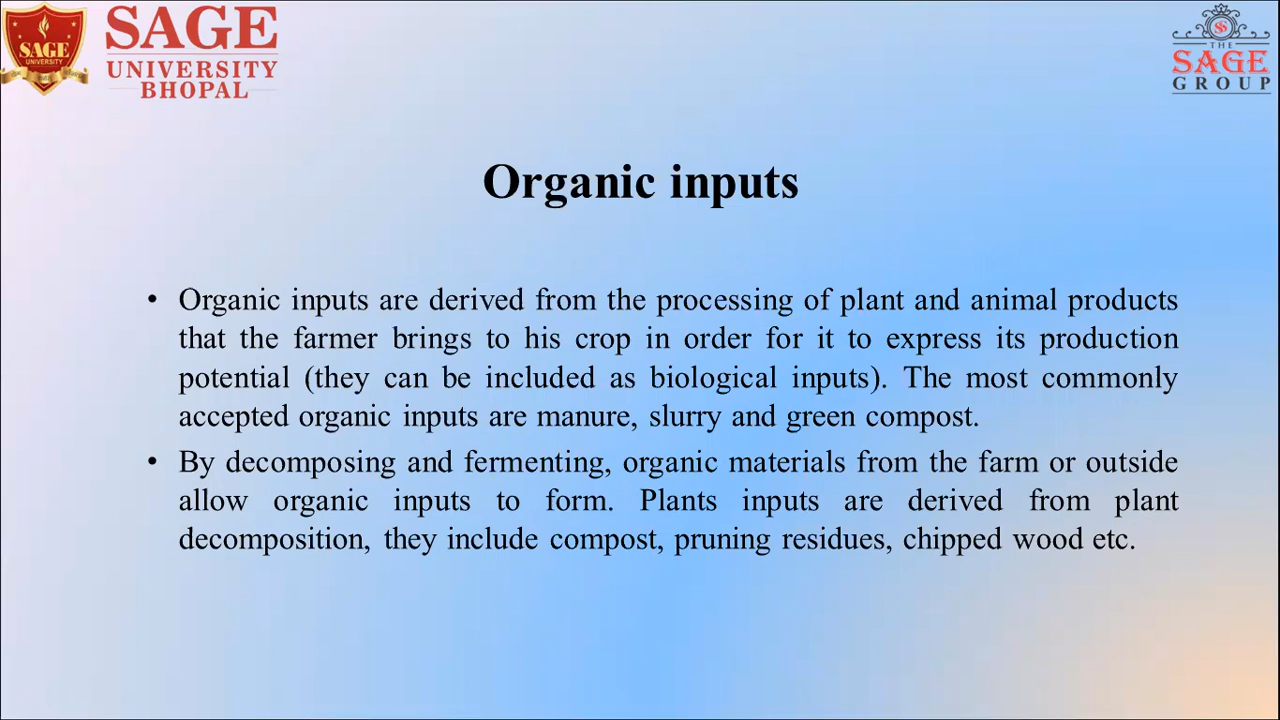 SAGE
UNIVERSITY
SAGE
UNIVERSITY
BHOPAL
THE
SAGE
GROUP
Organic inputs
• Organic inputs are derived from the processing of plant and animal products
that the farmer brings to his crop in order for it to express its production
potential (they can be included as biological inputs). The most commonly
accepted organic inputs are manure, slurry and green compost.
• By decomposing and fermenting, organic materials from the farm or outside
allow organic inputs to form. Plants inputs are derived from plant
decomposition, they include compost, pruning residues, chipped wood etc.